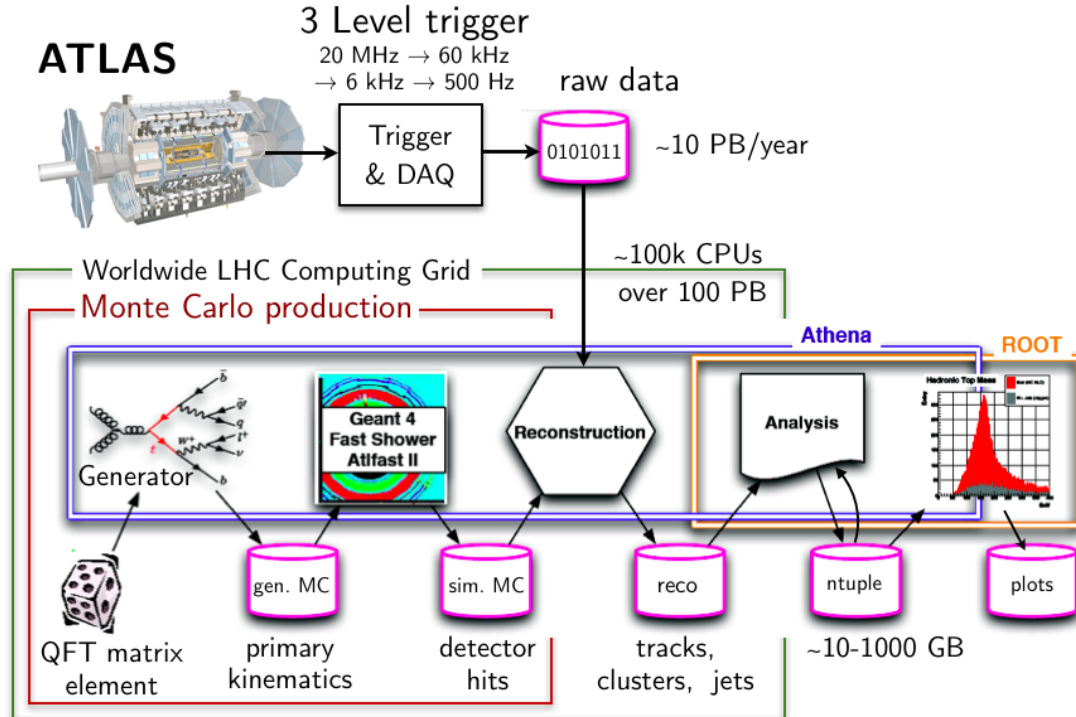 3 Level trigger
20 MHz → 60 kHz
→ 6 kHz → 500 Hz
ATLAS
raw data
Trigger
& DAQ
0101011
~10 PB/year
~100k CPUs
over 100 PB
Worldwide LHC Computing Grid
Monte Carlo production
Athena
ROOT
Hadronic Top Mass
b̄
q̄'
q
W⁺
l⁺
ν
t
b
Generator
Geant 4
Fast Shower
Atlfast II
Reconstruction
Analysis
gen. MC
sim. MC
reco
ntuple
plots
QFT matrix
element
primary
kinematics
detector
hits
tracks,
clusters, jets
~10-1000 GB